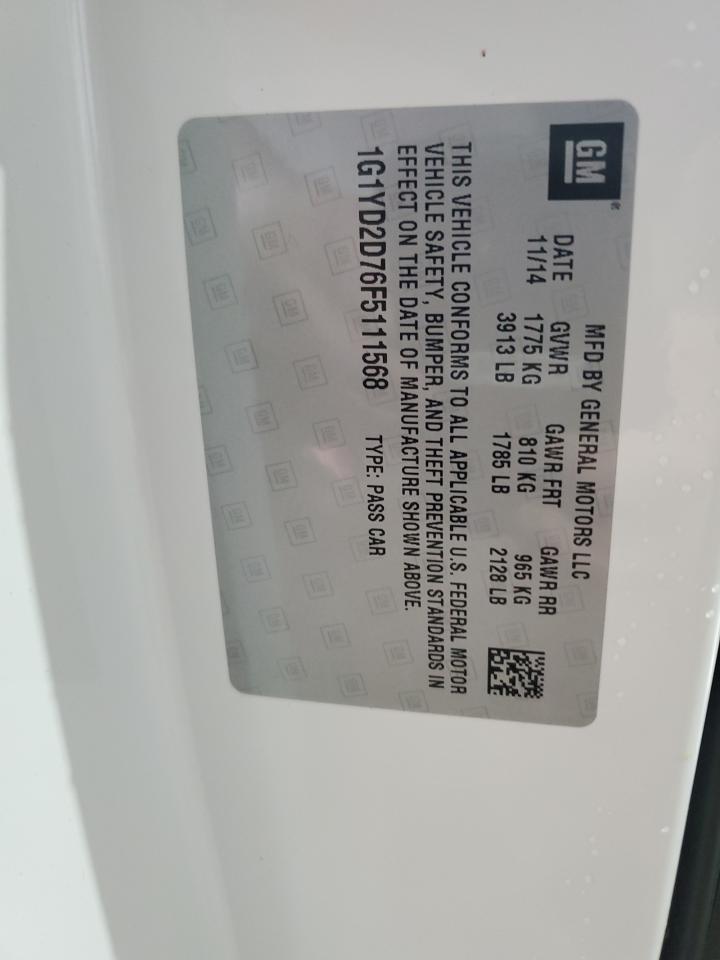 GM
MFD BY GENERAL MOTORS LLC
DATE GVWR GAWR FRT GAWR RR
11/14 1775 KG 810 KG 965 KG
3913 LB 1785 LB 2128 LB
THIS VEHICLE CONFORMS TO ALL APPLICABLE U.S. FEDERAL MOTOR
VEHICLE SAFETY, BUMPER, AND THEFT PREVENTION STANDARDS IN
EFFECT ON THE DATE OF MANUFACTURE SHOWN ABOVE.
1G1YD2D76F5111568 TYPE: PASS CAR